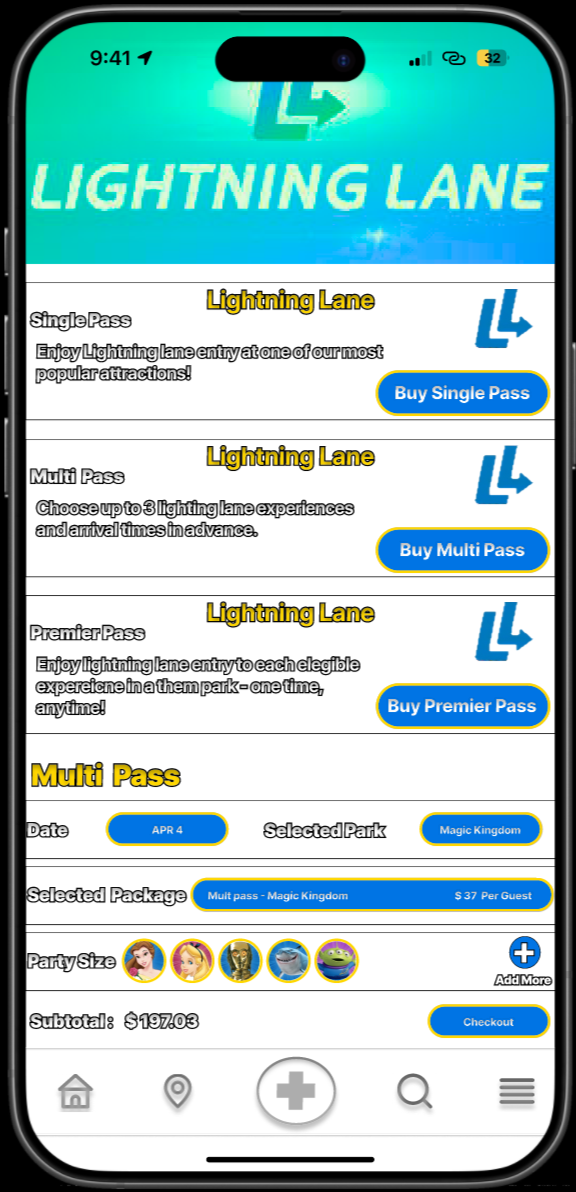 9:41
32
LIGHTNING LANE
Lightning Lane
Single Pass
Enjoy Lightning lane entry at one of our most
popular attractions!
Buy Single Pass
Lightning Lane
Multi Pass
Choose up to 3 lighting lane experiences
and arrival times in advance.
Buy Multi Pass
Lightning Lane
Premier Pass
Enjoy lightning lane entry to each elegible
expereicne in a them park - one time,
anytime!
Buy Premier Pass
Multi Pass
Date APR 4 Selected Park Magic Kingdom
Selected Package Mult pass - Magic Kingdom $ 37 Per Guest
Party Size
Add More
Subtotal : $ 197.03 Checkout